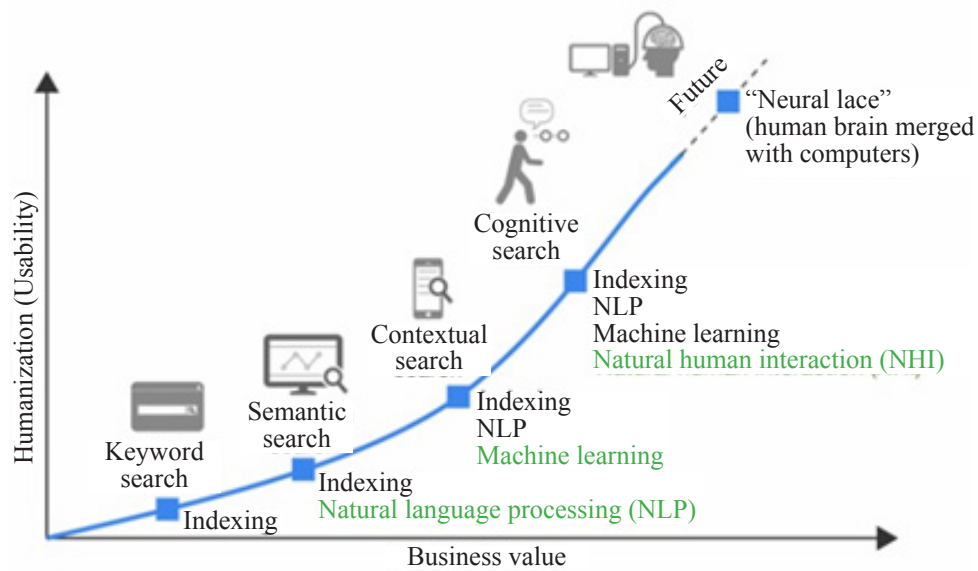 Future
“Neural lace”
(human brain merged
with computers)
Humanization (Usability)
Cognitive
search
Indexing
NLP
Machine learning
Natural human interaction (NHI)
Contextual
search
Indexing
NLP
Machine learning
Semantic
search
Indexing
Natural language processing (NLP)
Keyword
search
Indexing
Business value